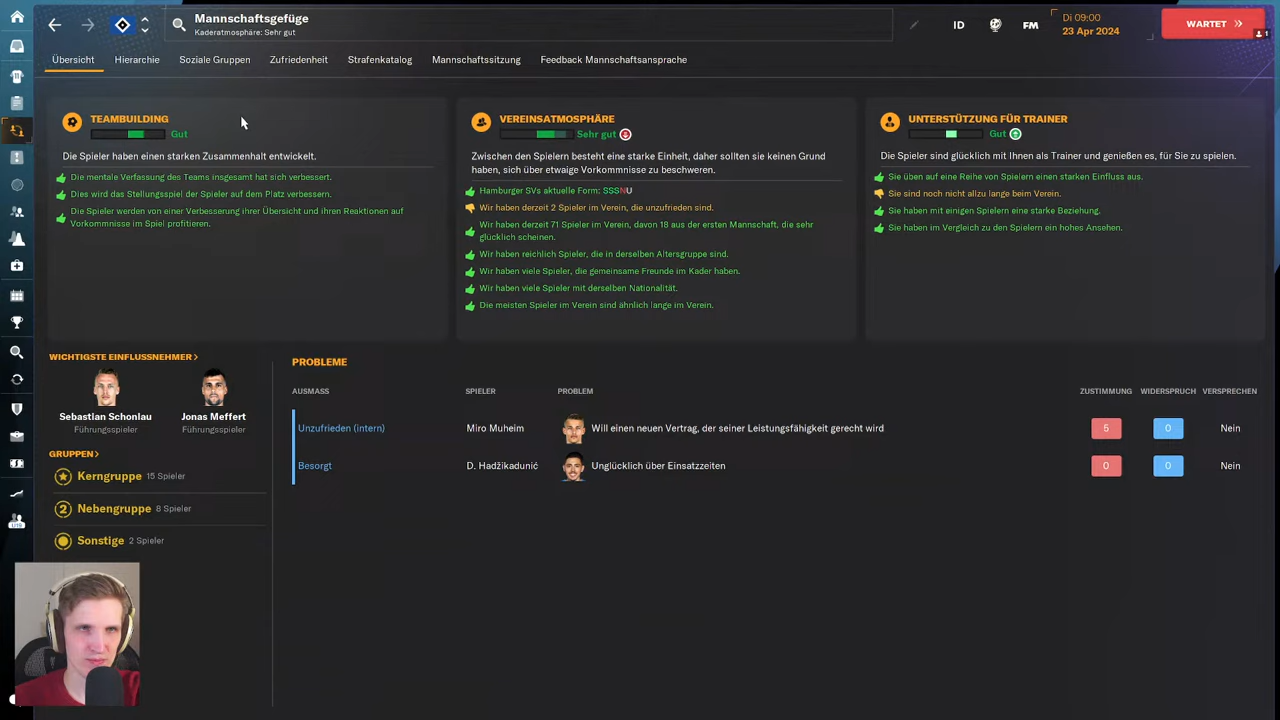 Mannschaftsgefüge
Kaderatmosphäre: Sehr gut
ID
FM
Di 09:00
23 Apr 2024
WARTET
1
Übersicht
Hierarchie
Soziale Gruppen
Zufriedenheit
Strafenkatalog
Mannschaftssitzung
Feedback Mannschaftsansprache
TEAMBUILDING
Gut
Die Spieler haben einen starken Zusammenhalt entwickelt.
Die mentale Verfassung des Teams insgesamt hat sich verbessert.
Dies wird das Stellungsspiel der Spieler auf dem Platz verbessern.
Die Spieler werden von einer Verbesserung ihrer Übersicht und ihren Reaktionen auf
Vorkommnisse im Spiel profitieren.
VEREINSATMOSPHÄRE
Sehr gut
Zwischen den Spielern besteht eine starke Einheit, daher sollten sie keinen Grund
haben, sich über etwaige Vorkommnisse zu beschweren.
Hamburger SVs aktuelle Form: SSSNU
Wir haben derzeit 2 Spieler im Verein, die unzufrieden sind.
Wir haben derzeit 71 Spieler im Verein, davon 18 aus der ersten Mannschaft, die sehr
glücklich scheinen.
Wir haben reichlich Spieler, die in derselben Altersgruppe sind.
Wir haben viele Spieler, die gemeinsame Freunde im Kader haben.
Wir haben viele Spieler mit derselben Nationalität.
Die meisten Spieler im Verein sind ähnlich lange im Verein.
UNTERSTÜTZUNG FÜR TRAINER
Gut
Die Spieler sind glücklich mit Ihnen als Trainer und genießen es, für Sie zu spielen.
Sie üben auf eine Reihe von Spielern einen starken Einfluss aus.
Sie sind noch nicht allzu lange beim Verein.
Sie haben mit einigen Spielern eine starke Beziehung.
Sie haben im Vergleich zu den Spielern ein hohes Ansehen.
WICHTIGSTE EINFLUSSNEHMER >
Sebastian Schonlau
Führungsspieler
Jonas Meffert
Führungsspieler
GRUPPEN >
Kerngruppe 15 Spieler
2 Nebengruppe 8 Spieler
Sonstige 2 Spieler
PROBLEME
AUSMASS SPIELER PROBLEM ZUSTIMMUNG WIDERSPRUCH VERSPRECHEN
Unzufrieden (intern) Miro Muheim Will einen neuen Vertrag, der seiner Leistungsfähigkeit gerecht wird 5 0 Nein
Besorgt D. Hadžikadunić Unglücklich über Einsatzzeiten 0 0 Nein
U19